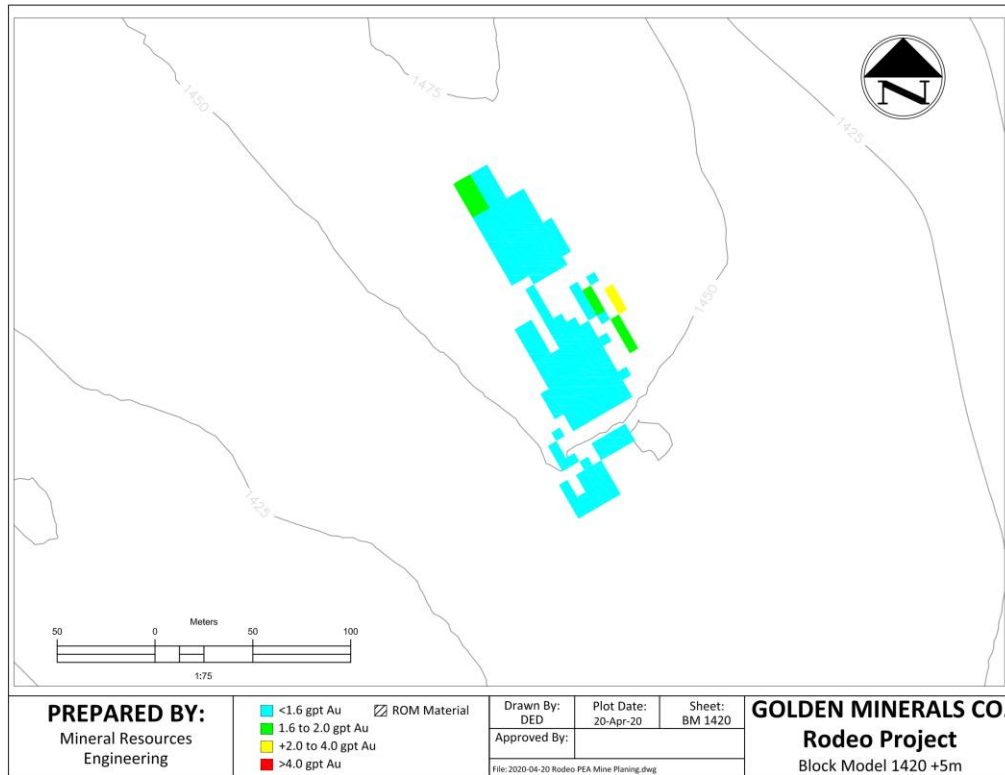 1475
1450
1425
1450
1425
N
Meters
50 0 50 100
1:75
PREPARED BY:
Mineral Resources
Engineering
<1.6 gpt Au
ROM Material
1.6 to 2.0 gpt Au
+2.0 to 4.0 gpt Au
>4.0 gpt Au
Drawn By:
DED
Plot Date:
20-Apr-20
Sheet:
BM 1420
Approved By:
File:2020-04-20 Rodeo PEA Mine Planing.dwg
GOLDEN MINERALS CO.
Rodeo Project
Block Model 1420 +5m